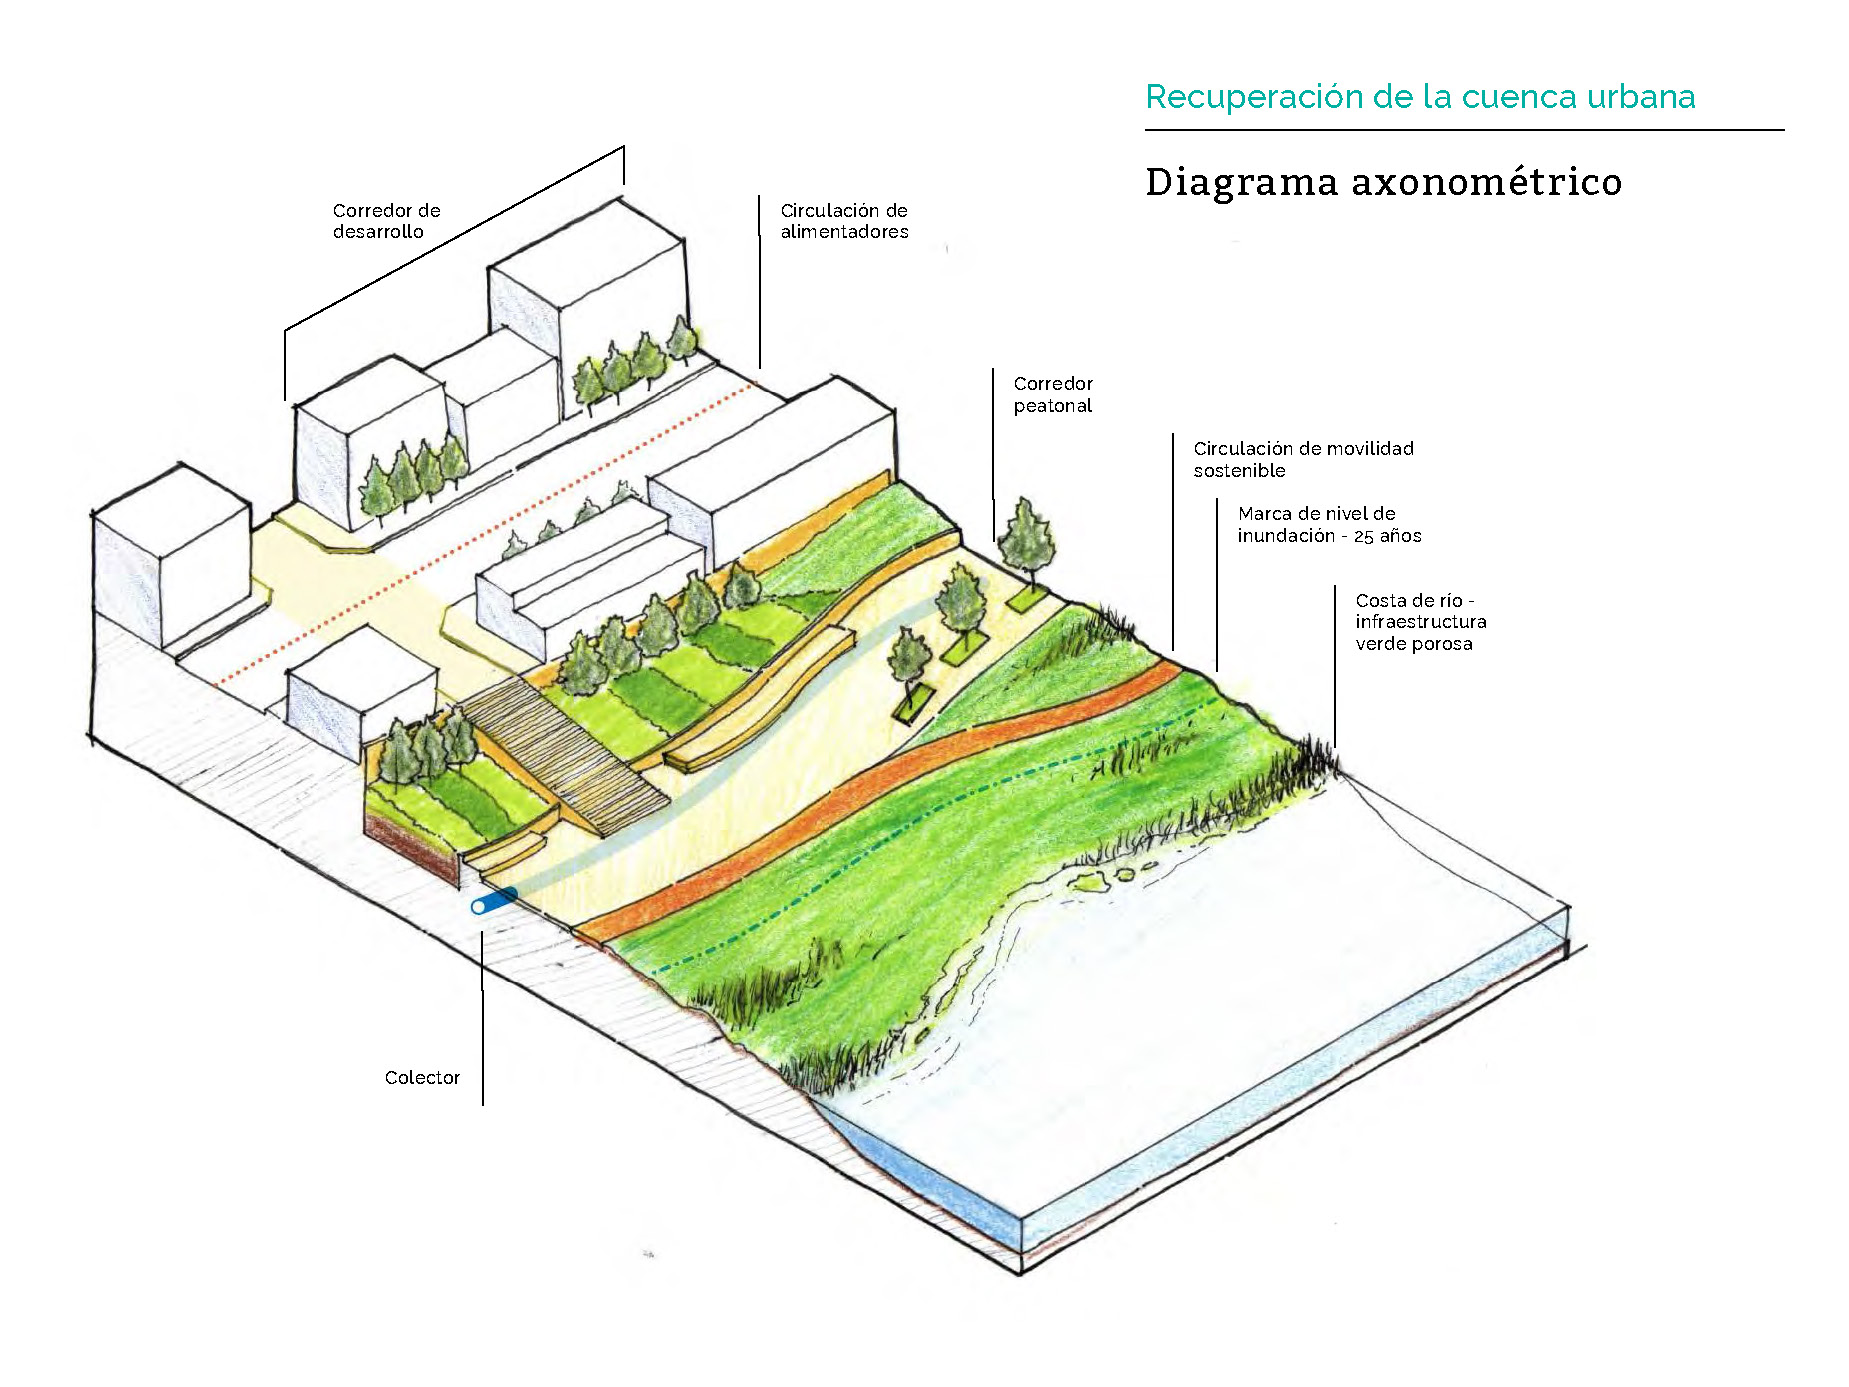 Recuperación de la cuenca urbana
Diagrama axonométrico
Corredor de
desarrollo
Circulación de
alimentadores
Corredor
peatonal
Circulación de movilidad
sostenible
Marca de nivel de
inundación - 25 años
Costa de río -
infraestructura
verde porosa
Colector